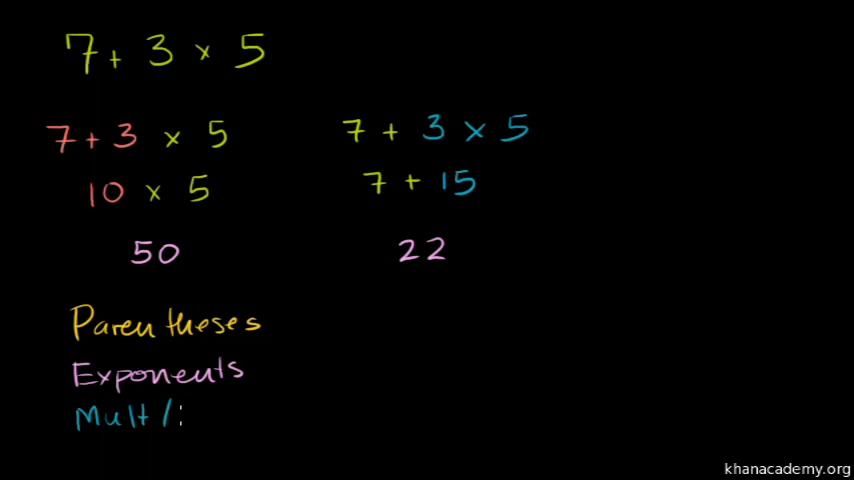 7 + 3 × 5
7 + 3 × 5
10 × 5
50
7 + 3 × 5
7 + 15
22
Parentheses
Exponents
Mult /
khanacademy.org